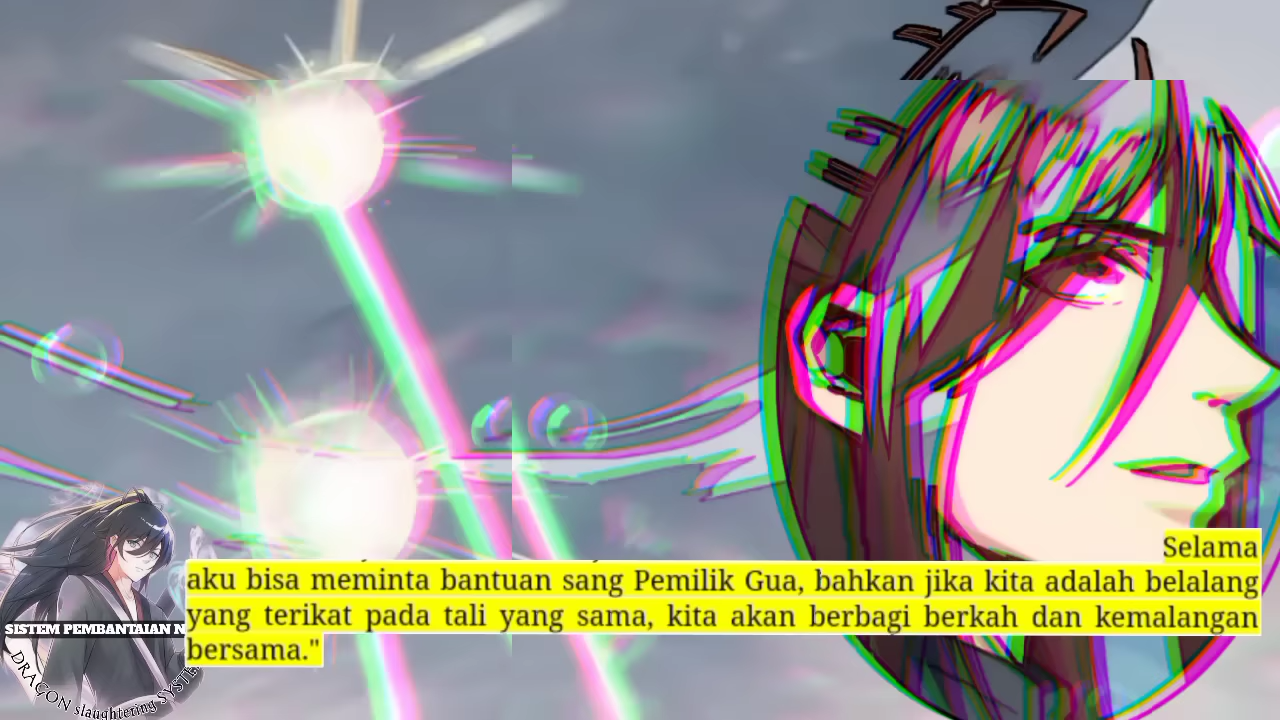 Selama
aku bisa meminta bantuan sang Pemilik Gua, bahkan jika kita adalah belalang
yang terikat pada tali yang sama, kita akan berbagi berkah dan kemalangan
bersama."
SISTEM PEMBANTAIAN N
DRAGON slaughtering SYSTE